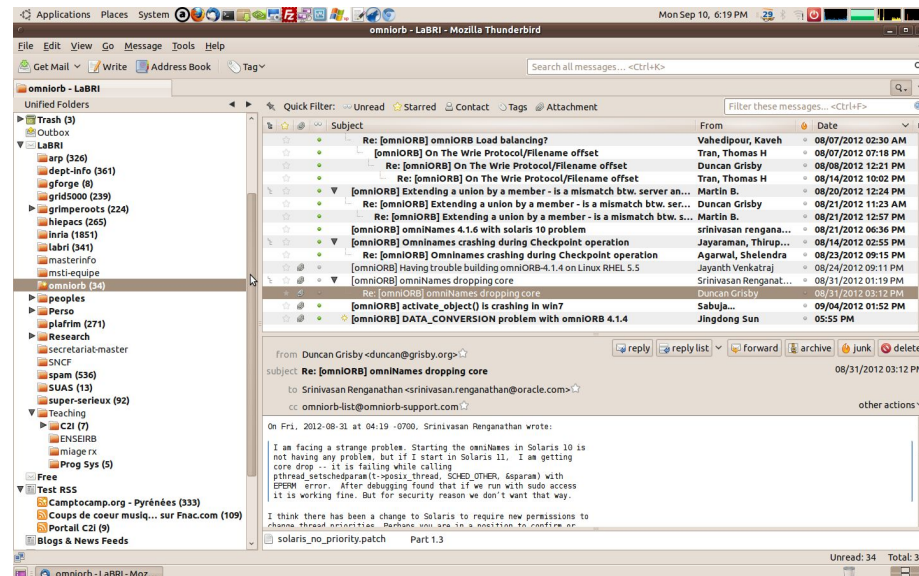 Applications Places System Mon Sep 10, 6:19 PM 29
omniorb - LaBRI - Mozilla Thunderbird
File Edit View Go Message Tools Help
Get Mail Write Address Book Tag Search all messages... <Ctrl+K>
omniorb - LaBRI
Unified Folders
Trash (3)
Outbox
LaBRI
arp (326)
dept-info (361)
gforge (8)
grid5000 (239)
grimperoots (224)
hiepacs (265)
inria (1851)
labri (341)
masterinfo
msti-equipe
omniorb (34)
peoples
Perso
plafrim (271)
Research
secretariat-master
SNCF
spam (536)
SUAS (13)
super-serieux (92)
Teaching
C2I (7)
ENSEIRB
miage rx
Prog Sys (5)
Free
Test RSS
Camptocamp.org - Pyrénées (333)
Coups de coeur musiq... sur Fnac.com (109)
Portail C2i (9)
Blogs & News Feeds
Quick Filter: Unread Starred Contact Tags Attachment Filter these messages... <Ctrl+F>
Subject From Date
Re: [omniORB] omniORB Load balancing? Vahedipour, Kaveh 08/07/2012 02:30 AM
[omniORB] On The Wrie Protocol/Filename offset Tran, Thomas H 08/07/2012 07:18 PM
Re: [omniORB] On The Wrie Protocol/Filename offset Duncan Grisby 08/08/2012 12:21 PM
Re: [omniORB] On The Wrie Protocol/Filename offset Tran, Thomas H 08/14/2012 10:02 PM
[omniORB] Extending a union by a member - is a mismatch btw. server an... Martin B. 08/20/2012 12:24 PM
Re: [omniORB] Extending a union by a member - is a mismatch btw. ser... Duncan Grisby 08/21/2012 11:23 AM
Re: [omniORB] Extending a union by a member - is a mismatch btw. s... Martin B. 08/21/2012 12:57 PM
[omniORB] omniNames 4.1.6 with solaris 10 problem srinivasan rengana... 08/21/2012 06:36 PM
[omniORB] Omninames crashing during Checkpoint operation Jayaraman, Thirup... 08/14/2012 02:55 PM
Re: [omniORB] Omninames crashing during Checkpoint operation Agarwal, Shelendra 08/23/2012 09:15 PM
[omniORB] Having trouble building omniORB-4.1.4 on Linux RHEL 5.5 Jayanth Venkatraj 08/24/2012 09:11 PM
[omniORB] omniNames dropping core Srinivasan Renganat... 08/31/2012 01:19 PM
Re: [omniORB] omniNames dropping core Duncan Grisby 08/31/2012 03:12 PM
[omniORB] activate_object() is crashing in win7 Sabuja... 09/04/2012 01:52 PM
[omniORB] DATA_CONVERSION problem with omniORB 4.1.4 Jingdong Sun 05:55 PM
reply reply list forward archive junk delete
from Duncan Grisby <duncan@grisby.org>
subject Re: [omniORB] omniNames dropping core 08/31/2012 03:12 PM
to Srinivasan Renganathan <srinivasan.renganathan@oracle.com>
cc omniorb-list@omniorb-support.com other actions
On Fri, 2012-08-31 at 04:19 -0700, Srinivasan Renganathan wrote:
I am facing a strange problem. Starting the omniNames in Solaris 10 is
not having any problem, but if I start in Solaris 11, I am getting
core drop -- it is failing while calling
pthread_setschedparam(t->posix_thread, SCHED_OTHER, &sparam) with
EPERM error. After debugging found that if we run with sudo access
it is working fine. But for security reason we don't want that way.
I think there has been a change to Solaris to require new permissions to
change thread priorities. Perhaps you are in a position to confirm or
solaris_no_priority.patch Part 1.3
Unread: 34 Total: 3
omniorb - LaBRI - Moz...